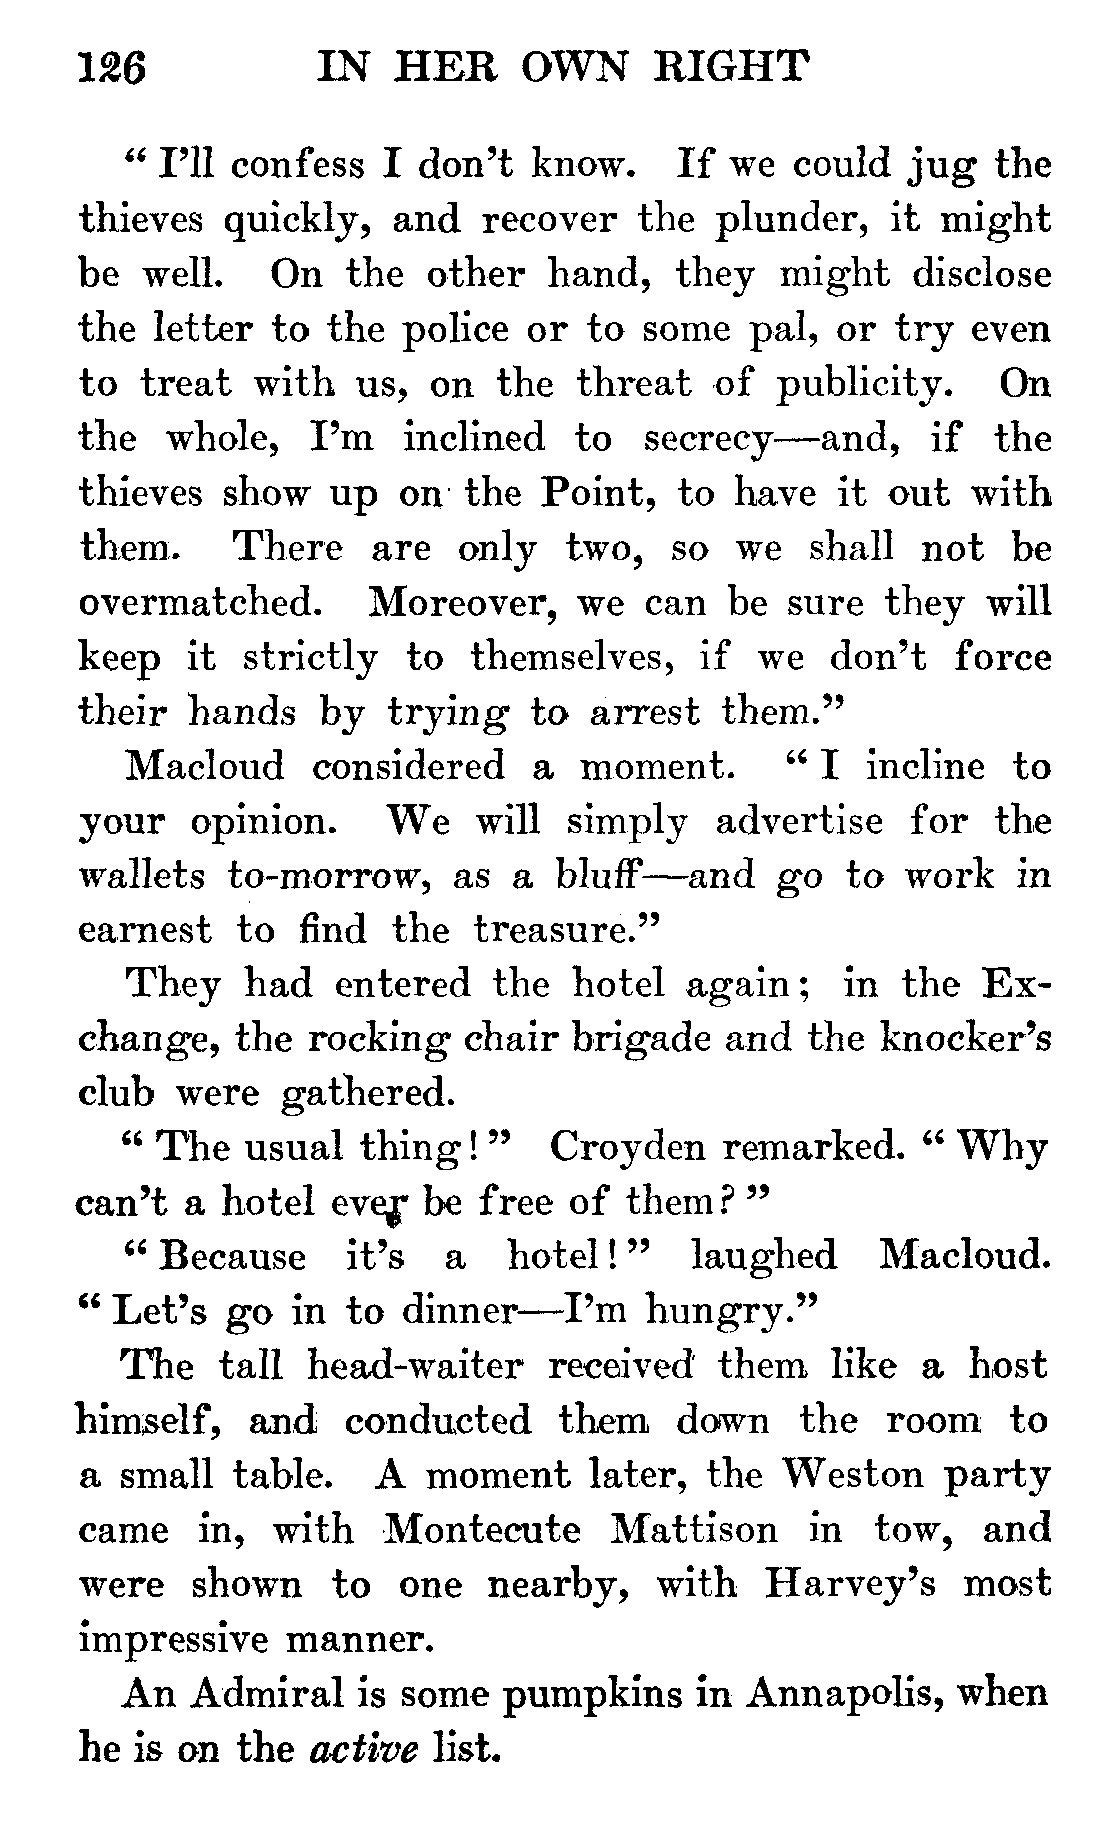 126 IN HER OWN RIGHT
“ I’ll confess I don’t know. If we could jug the
thieves quickly, and recover the plunder, it might
be well. On the other hand, they might disclose
the letter to the police or to some pal, or try even
to treat with us, on the threat of publicity. On
the whole, I’m inclined to secrecy—and, if the
thieves show up on the Point, to have it out with
them. There are only two, so we shall not be
overmatched. Moreover, we can be sure they will
keep it strictly to themselves, if we don’t force
their hands by trying to arrest them.”
Macloud considered a moment. “ I incline to
your opinion. We will simply advertise for the
wallets to-morrow, as a bluff—and go to work in
earnest to find the treasure.”
They had entered the hotel again; in the Ex-
change, the rocking chair brigade and the knocker’s
club were gathered.
“ The usual thing! ” Croyden remarked. “ Why
can’t a hotel ever be free of them? ”
“ Because it’s a hotel! ” laughed Macloud.
“ Let’s go in to dinner—I’m hungry.”
The tall head-waiter received them like a host
himself, and conducted them down the room to
a small table. A moment later, the Weston party
came in, with Montecute Mattison in tow, and
were shown to one nearby, with Harvey’s most
impressive manner.
An Admiral is some pumpkins in Annapolis, when
he is on the active list.